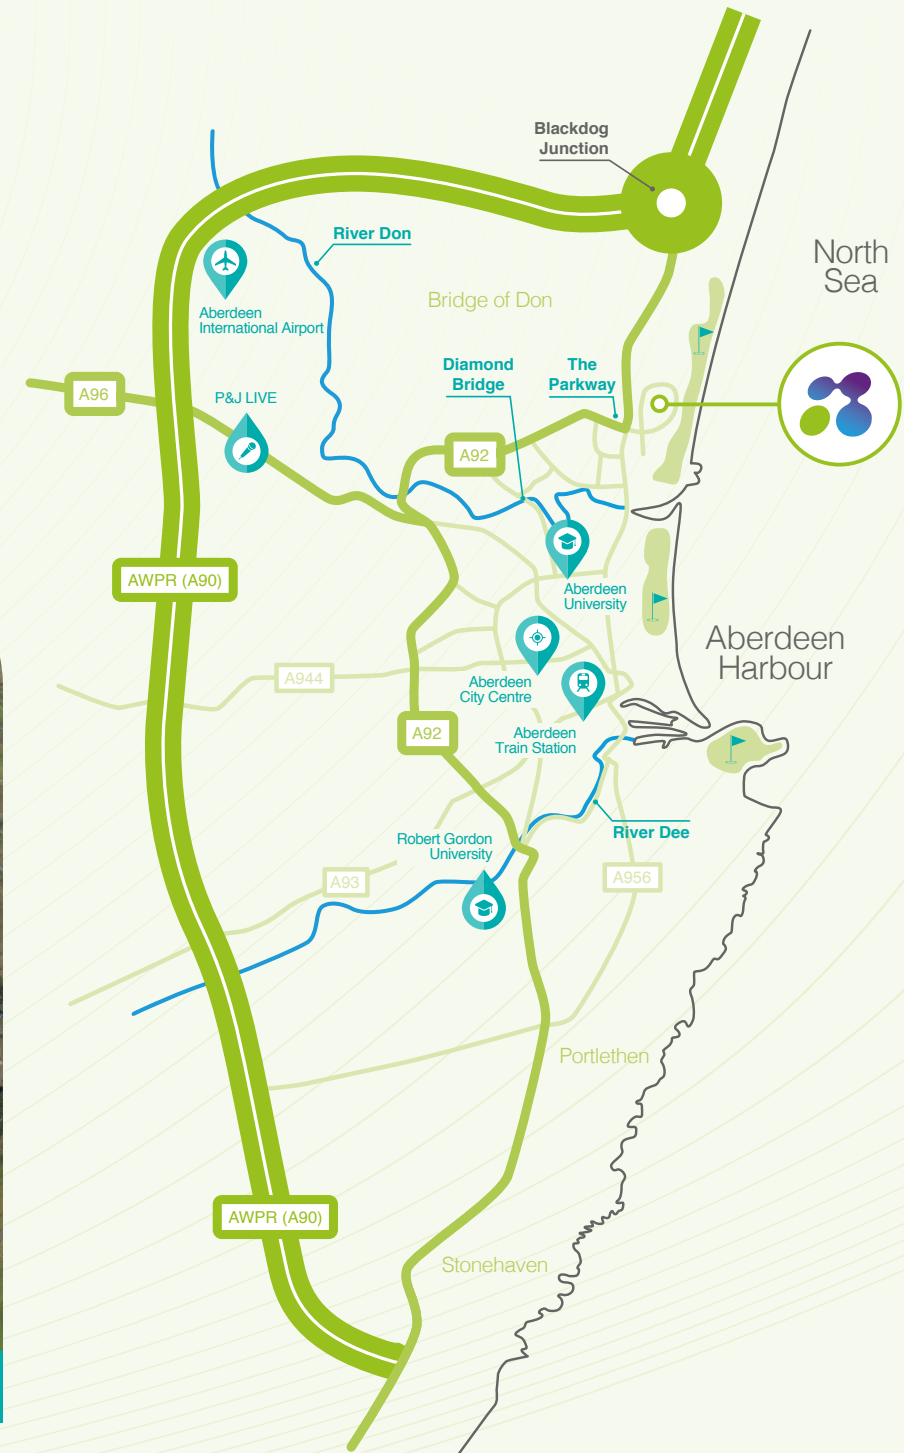 Blackdog
Junction
North
Sea
River Don
Aberdeen
International Airport
Bridge of Don
Diamond
Bridge
The
Parkway
A96
P&J LIVE
A92
AWPR (A90)
Aberdeen
University
Aberdeen
Harbour
A944
Aberdeen
City Centre
A92
Aberdeen
Train Station
River Dee
Robert Gordon
University
A93
A956
Portlethen
AWPR (A90)
Stonehaven